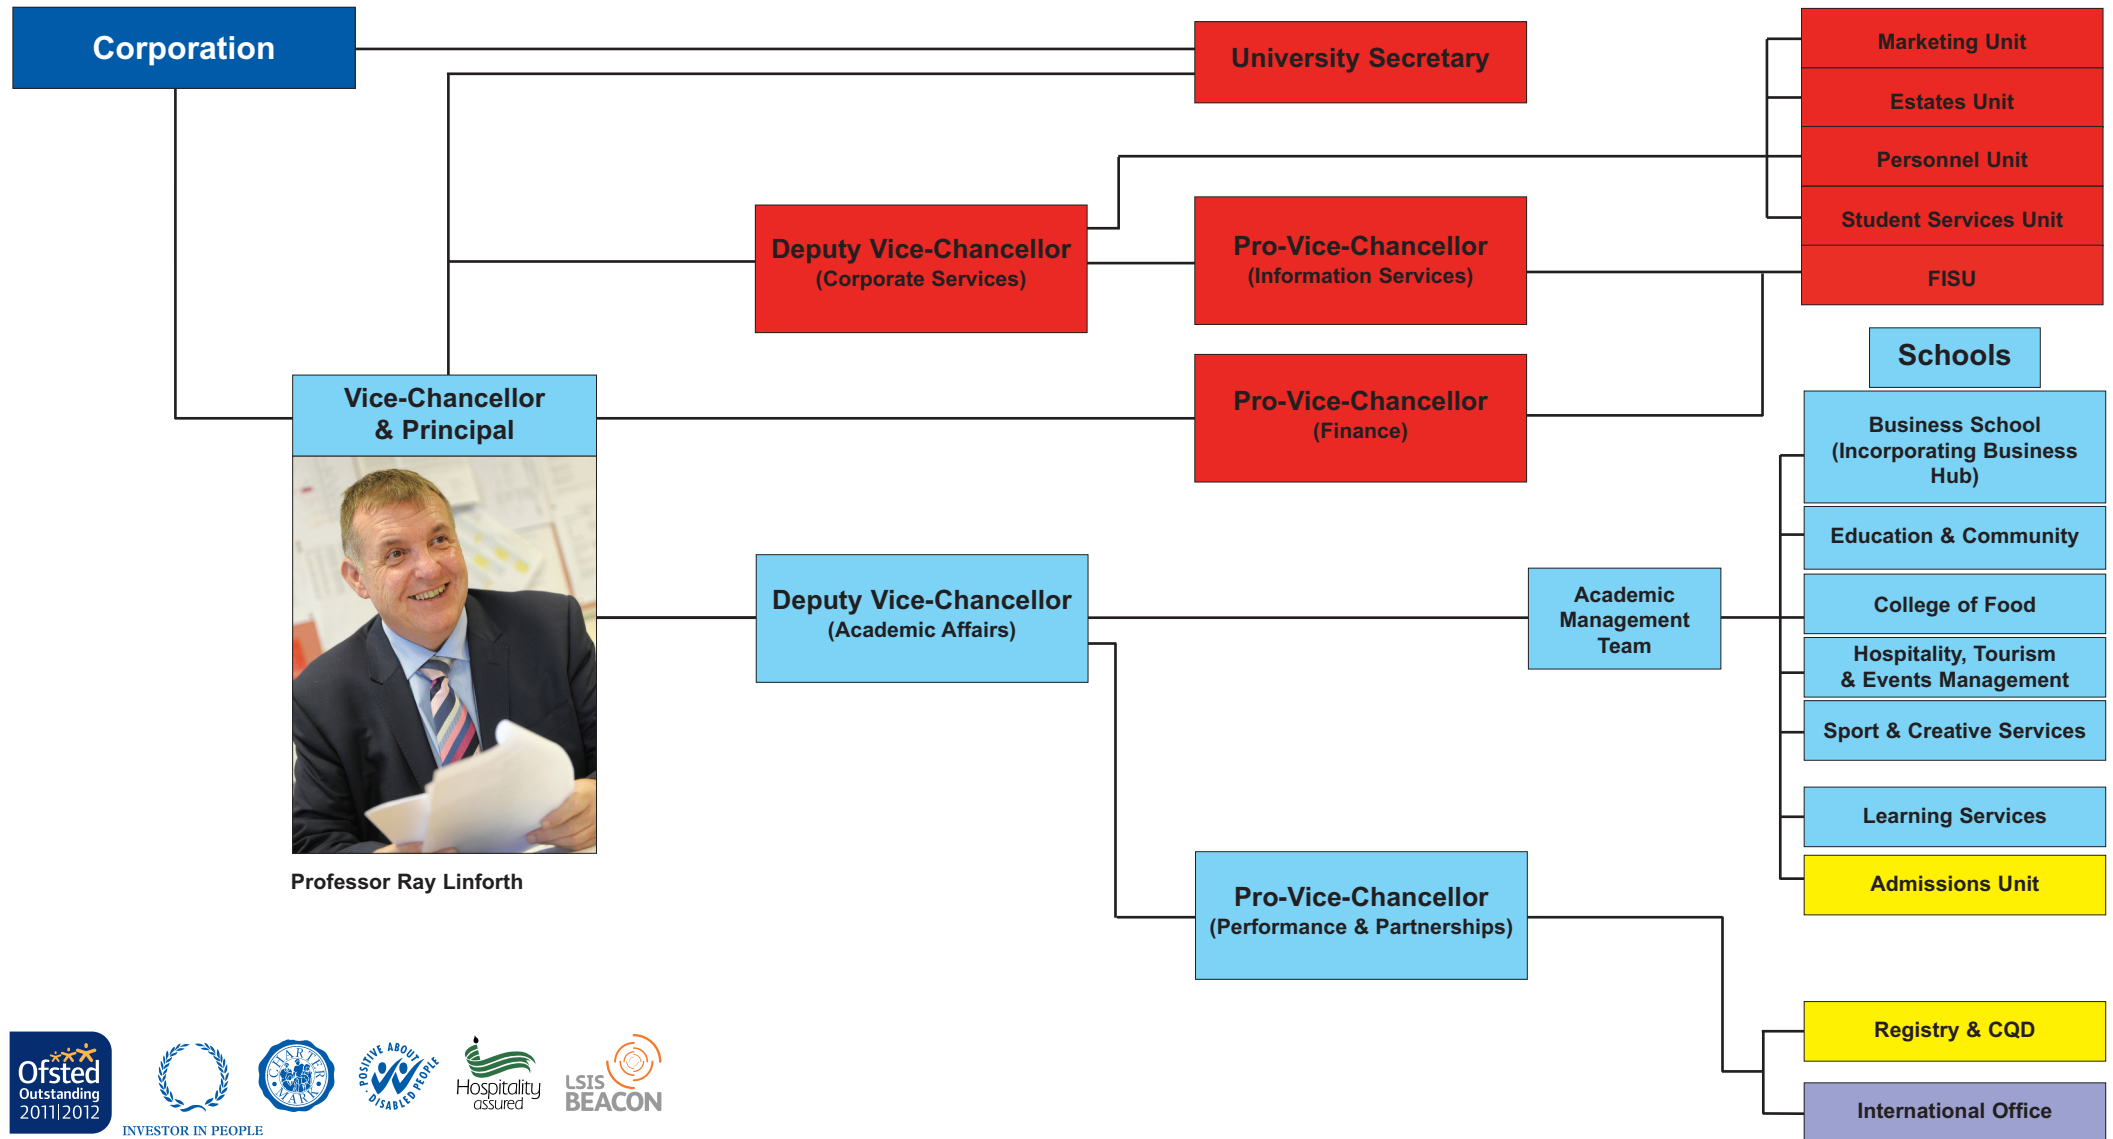 Corporation
University Secretary
Marketing Unit
Estates Unit
Personnel Unit
Student Services Unit
FISU
Deputy Vice-Chancellor
(Corporate Services)
Pro-Vice-Chancellor
(Information Services)
Pro-Vice-Chancellor
(Finance)
Vice-Chancellor
& Principal
Professor Ray Linforth
Deputy Vice-Chancellor
(Academic Affairs)
Academic
Management
Team
Schools
Business School
(Incorporating Business
Hub)
Education & Community
College of Food
Hospitality, Tourism
& Events Management
Sport & Creative Services
Learning Services
Admissions Unit
Pro-Vice-Chancellor
(Performance & Partnerships)
Registry & CQD
International Office
Ofsted
Outstanding
2011|2012
INVESTOR IN PEOPLE
CHARTER
MARK
POSITIVE ABOUT
DISABLED PEOPLE
Hospitality
assured
LSIS
BEACON